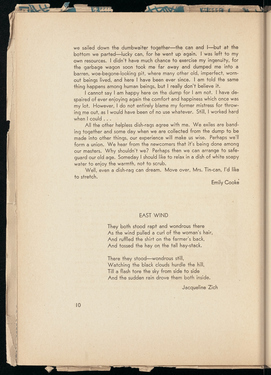 we sailed down the dumbwaiter together—the can and I—but at the
bottom we parted—lucky can, for he went up again. I was left to my
own resources. I didn't have much chance to exercise my ingenuity, for
the garbage wagon soon took me far away and dumped me into a
barren, woe-begone-looking pit, where many other old, imperfect, worn-
out beings lived, and here I have been ever since. I am told the same
thing happens among human beings, but I really don't believe it.
I cannot say I am happy here on the dump for I am not. I have de-
spaired of ever enjoying again the comfort and happiness which once was
my lot. However, I do not entirely blame my former mistress for throw-
ing me out, as I would have been of no use whatever. Still, I worked hard
when I could . . . .
All the other helpless dish-rags agree with me. We exiles are band-
ing together and some day when we are collected from the dump to be
made into other things, our experience will make us wise. Perhaps we'll
form a union. We hear from the newcomers that it's being done among
our masters. Why shouldn't we? Perhaps then we can arrange to safe-
guard our old age. Someday I should like to relax in a dish of white soapy
water to enjoy the warmth, not to scrub.
Well, even a dish-rag can dream. Move over, Mrs. Tin-can, I'd like
to stretch.
Emily Gooke
EAST WIND
They both stood rapt and wondrous there
As the wind pulled a curl of the woman's hair,
And ruffled the shirt on the farmer's back,
And tossed the hay on the tall hay-stack.
There they stood—wondrous still,
Watching the black clouds hurdle the hill,
Till a flash tore the sky from side to side
And the sudden rain drove them both inside.
Jacqueline Zich
10